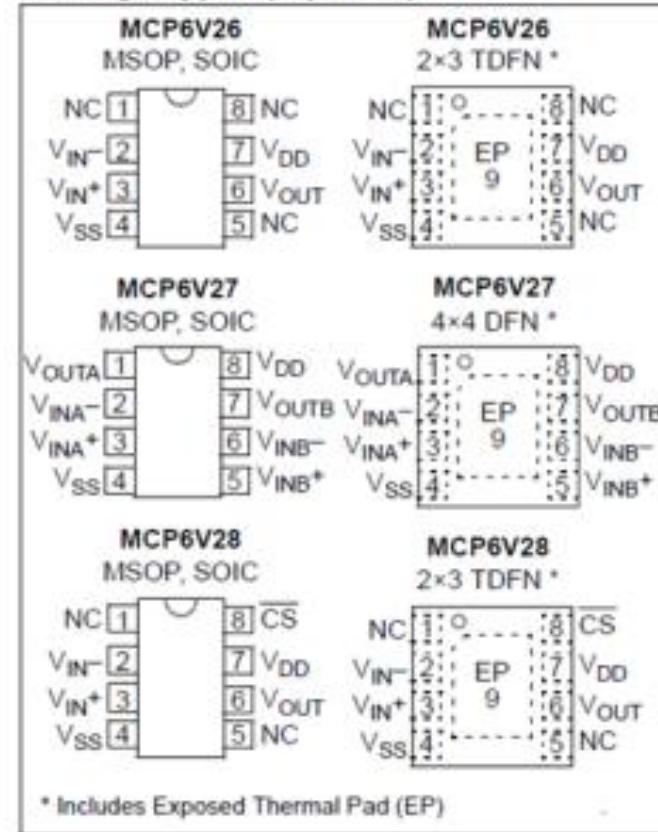 MCP6V26
MSOP, SOIC
NC 1 8 NC
VIN– 2 7 VDD
VIN+ 3 6 VOUT
VSS 4 5 NC
MCP6V26
2×3 TDFN *
NC 1 8 NC
VIN– 2 EP 7 VDD
VIN+ 3 9 6 VOUT
VSS 4 5 NC
MCP6V27
MSOP, SOIC
VOUTA 1 8 VDD
VINA– 2 7 VOUTB
VINA+ 3 6 VINB–
VSS 4 5 VINB+
MCP6V27
4×4 DFN *
VOUTA 1 8 VDD
VINA– 2 EP 7 VOUTB
VINA+ 3 9 6 VINB–
VSS 4 5 VINB+
MCP6V28
MSOP, SOIC
NC 1 8 CS
VIN– 2 7 VDD
VIN+ 3 6 VOUT
VSS 4 5 NC
MCP6V28
2×3 TDFN *
NC 1 8 CS
VIN– 2 EP 7 VDD
VIN+ 3 9 6 VOUT
VSS 4 5 NC
* Includes Exposed Thermal Pad (EP)